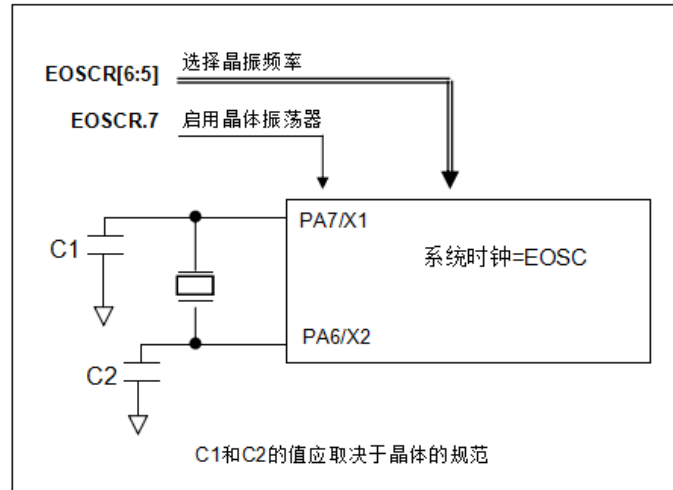 EOSCR[6:5] 选择晶振频率
EOSCR.7 启用晶体振荡器
PA7/X1
C1
系统时钟=EOSC
PA6/X2
C2
C1和C2的值应取决于晶体的规范